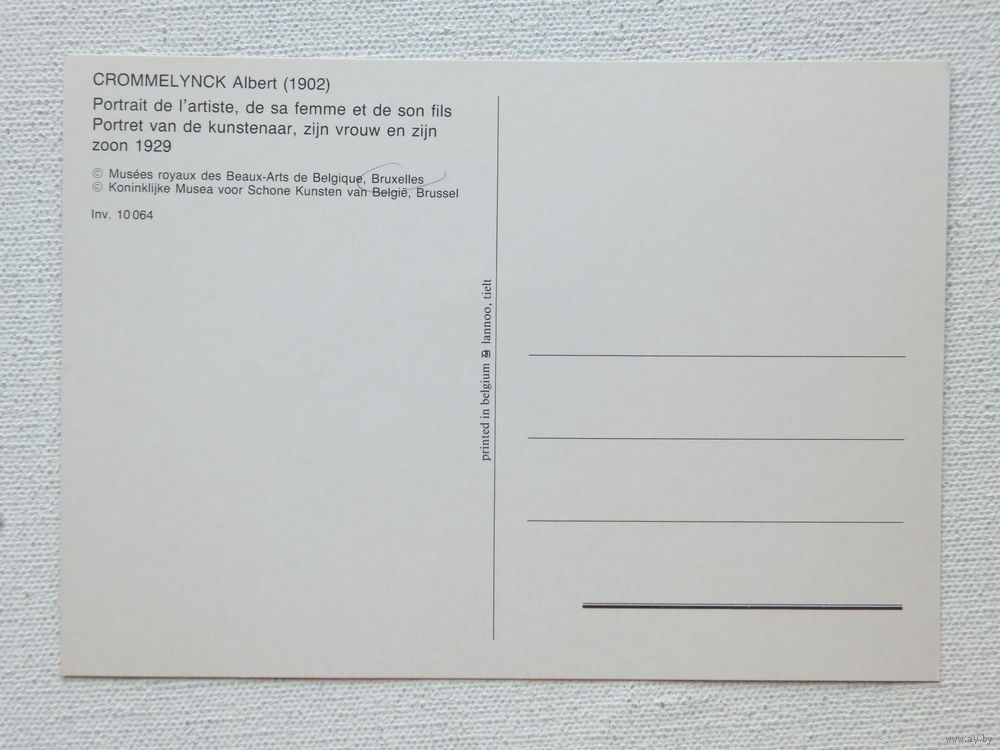 CROMMELYNCK Albert (1902)
Portrait de l'artiste, de sa femme et de son fils
Portret van de kunstenaar, zijn vrouw en zijn
zoon 1929
© Musées royaux des Beaux-Arts de Belgique, Bruxelles
© Koninklijke Musea voor Schone Kunsten van België, Brussel
Inv. 10 064
printed in belgium lannoo, tielt
www.ay.by